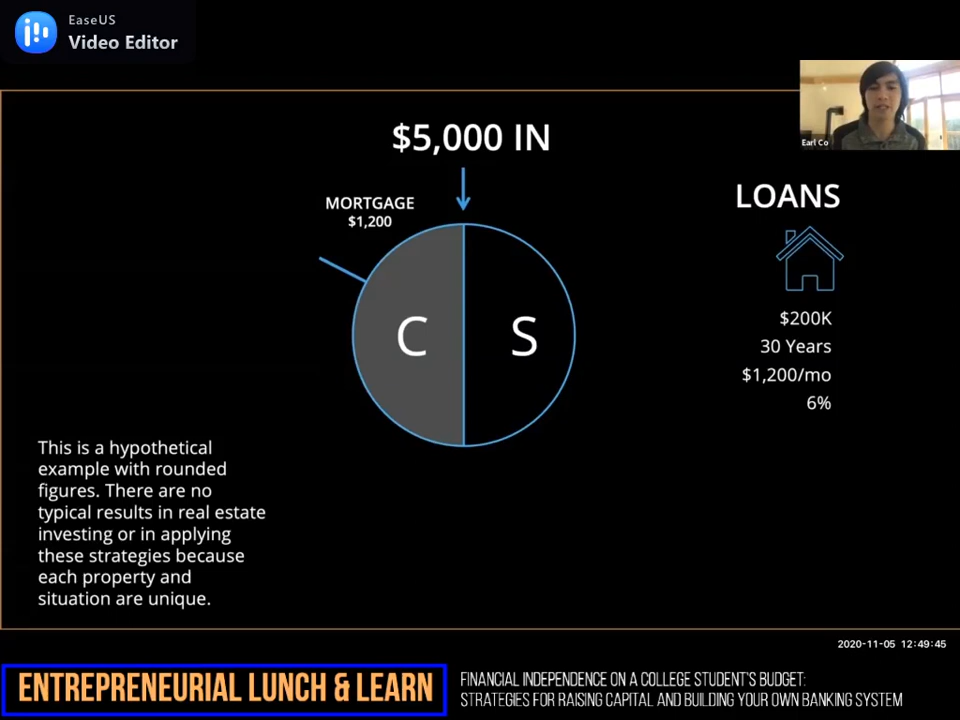 EaseUS
Video Editor
$5,000 IN
MORTGAGE
$1,200
C
S
LOANS
$200K
30 Years
$1,200/mo
6%
This is a hypothetical
example with rounded
figures. There are no
typical results in real estate
investing or in applying
these strategies because
each property and
situation are unique.
Earl Co
2020-11-05 12:49:45
ENTREPRENEURIAL LUNCH & LEARN
FINANCIAL INDEPENDENCE ON A COLLEGE STUDENT'S BUDGET:
STRATEGIES FOR RAISING CAPITAL AND BUILDING YOUR OWN BANKING SYSTEM